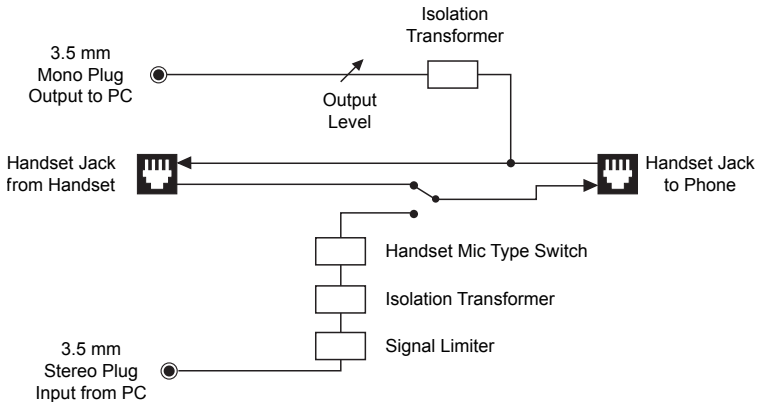 Isolation
Transformer
3.5 mm
Mono Plug
Output to PC
Output
Level
Handset Jack
from Handset
Handset Jack
to Phone
Handset Mic Type Switch
Isolation Transformer
Signal Limiter
3.5 mm
Stereo Plug
Input from PC